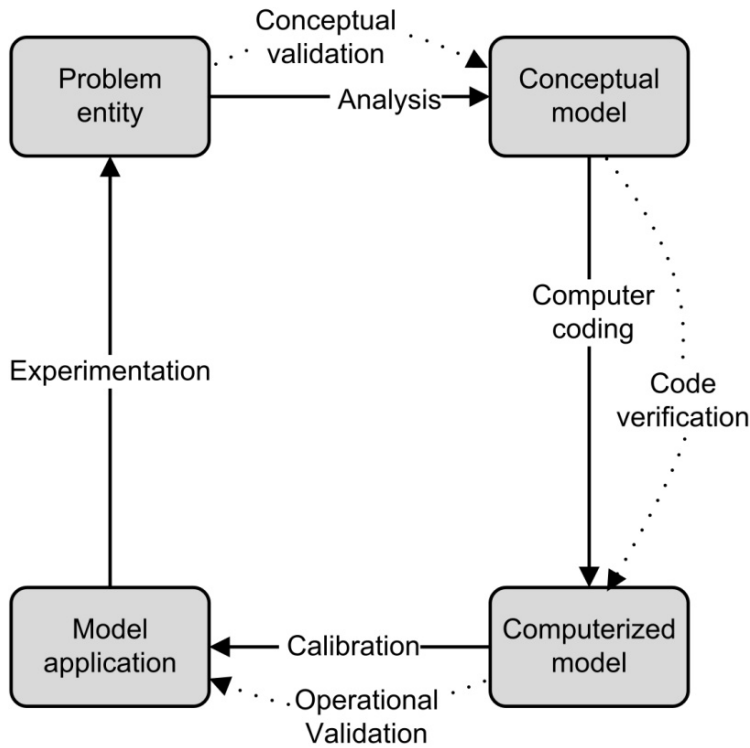 Conceptual
validation
Problem
entity
Analysis
Conceptual
model
Computer
coding
Code
verification
Experimentation
Model
application
Calibration
Operational
Validation
Computerized
model